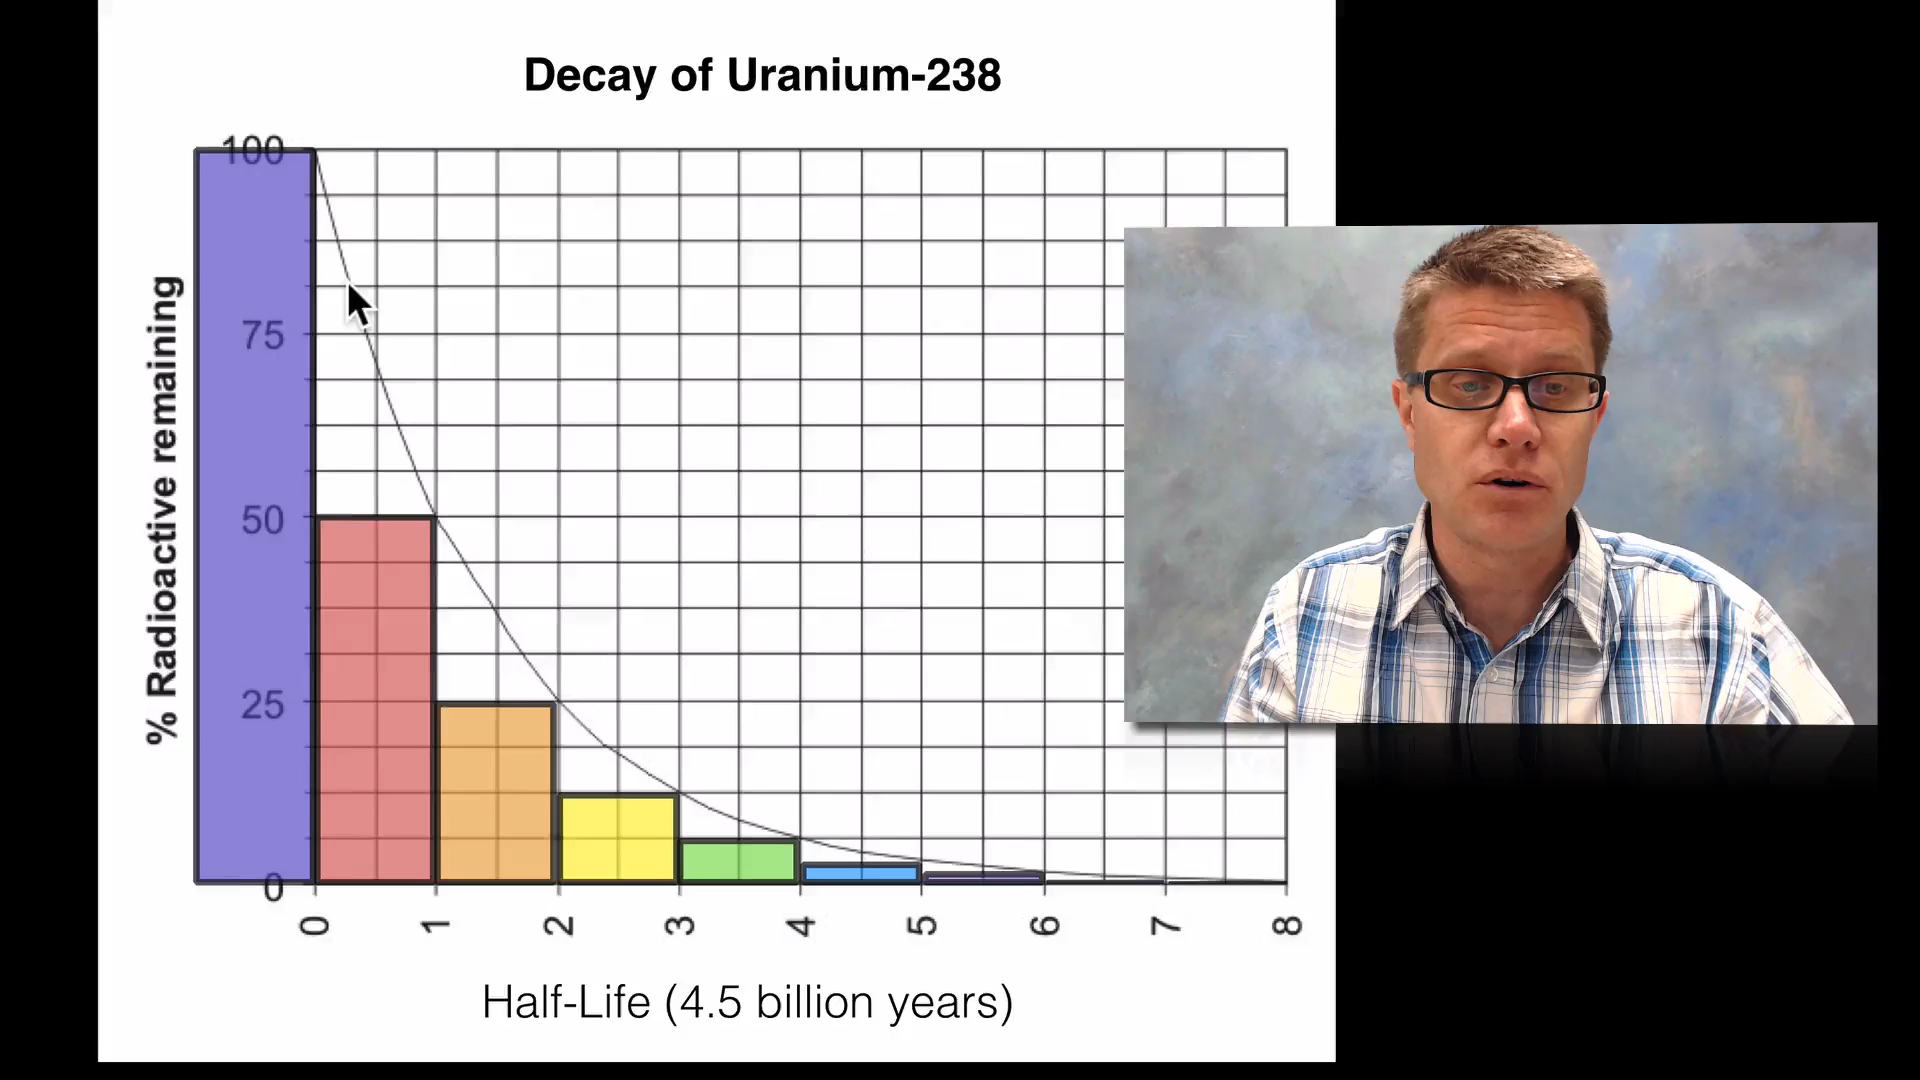 Decay of Uranium-238
% Radioactive remaining
100
75
50
25
0
0 1 2 3 4 5 6 7 8
Half-Life (4.5 billion years)